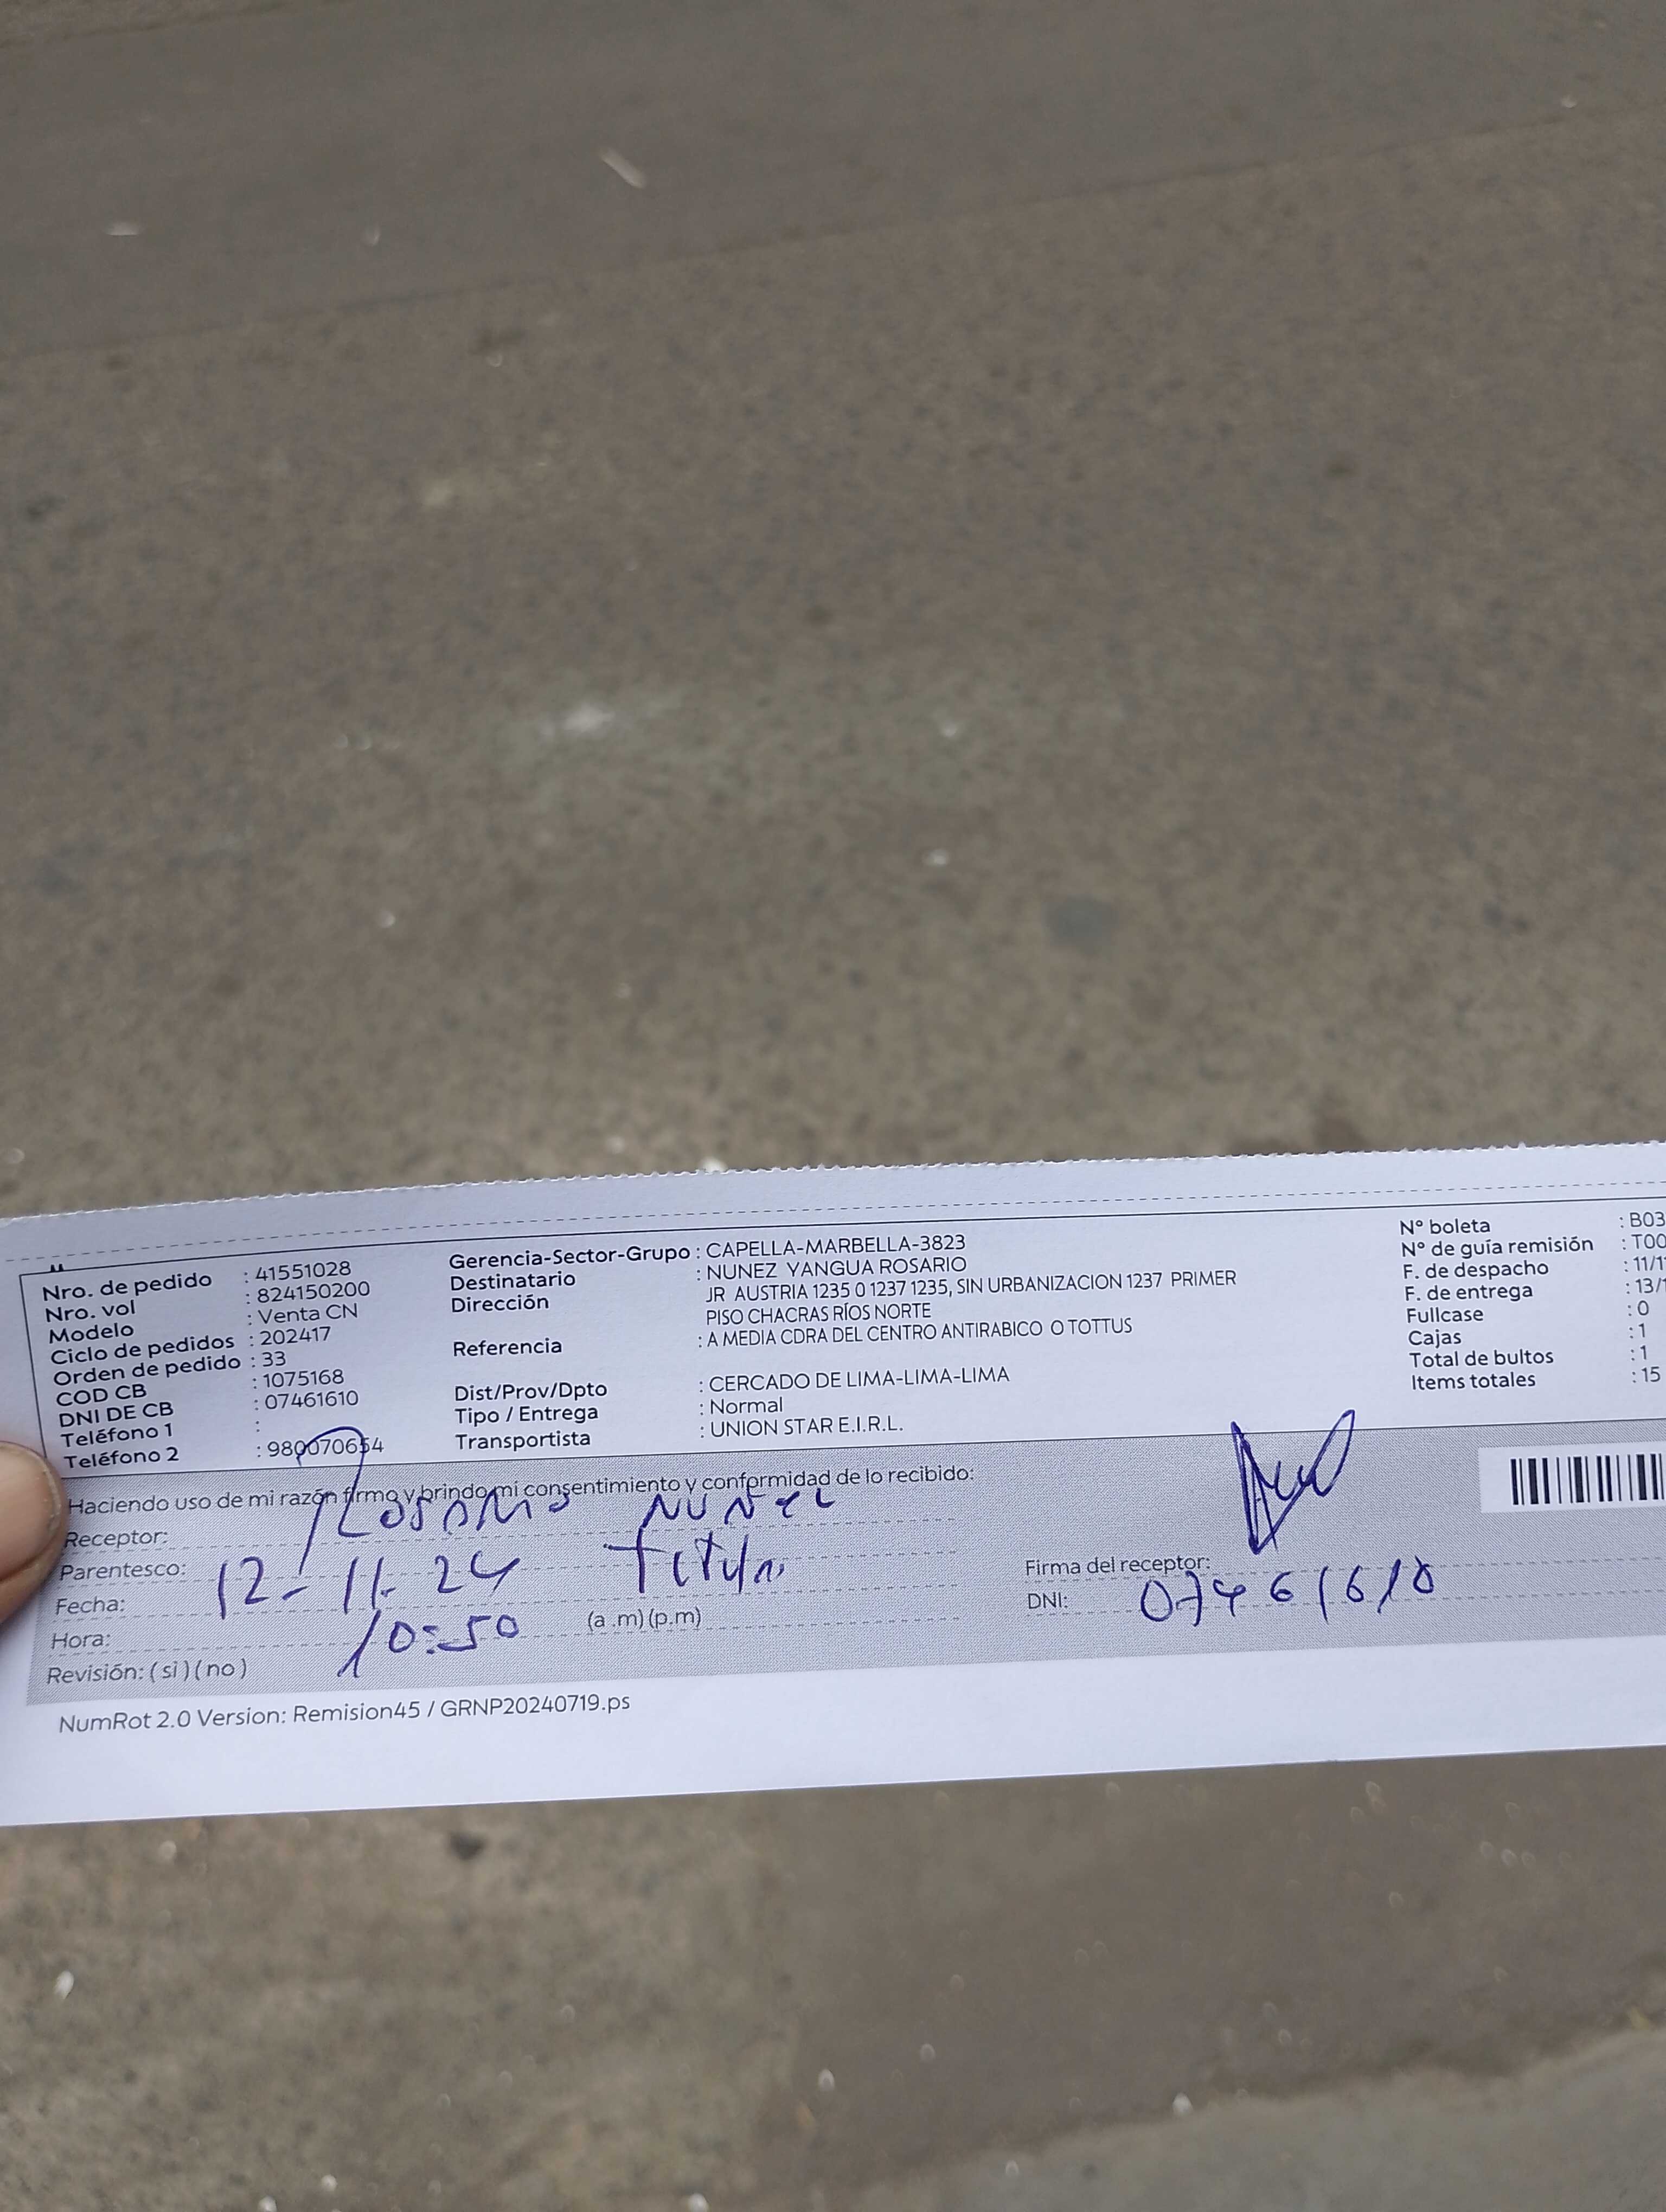 Nro. de pedido : 41551028
Nro. vol : 824150200
Modelo : Venta CN
Ciclo de pedidos : 202417
Orden de pedido : 33
COD CB : 1075168
DNI DE CB : 07461610
Teléfono 1 :
Teléfono 2 : 980070654
Gerencia-Sector-Grupo : CAPELLA-MARBELLA-3823
Destinatario : NUNEZ YANGUA ROSARIO
Dirección JR AUSTRIA 1235 0 1237 1235, SIN URBANIZACION 1237 PRIMER
PISO CHACRAS RÍOS NORTE
Referencia : A MEDIA CDRA DEL CENTRO ANTIRABICO O TOTTUS
Dist/Prov/Dpto : CERCADO DE LIMA-LIMA-LIMA
Tipo / Entrega : Normal
Transportista : UNION STAR E.I.R.L.
N° boleta : B03
N° de guía remisión : T00
F. de despacho : 11/1
F. de entrega : 13/1
Fullcase : 0
Cajas : 1
Total de bultos : 1
Items totales : 15
Haciendo uso de mi razón firmo y brindo mi consentimiento y conformidad de lo recibido:
Receptor: Rosario Nuñez
Parentesco: Titular
Fecha: 12-11-24
Hora: 10:50 (a .m) (p.m)
Revisión: ( si ) ( no )
Firma del receptor:
DNI: 07461610
NumRot 2.0 Version: Remision45 / GRNP20240719.ps